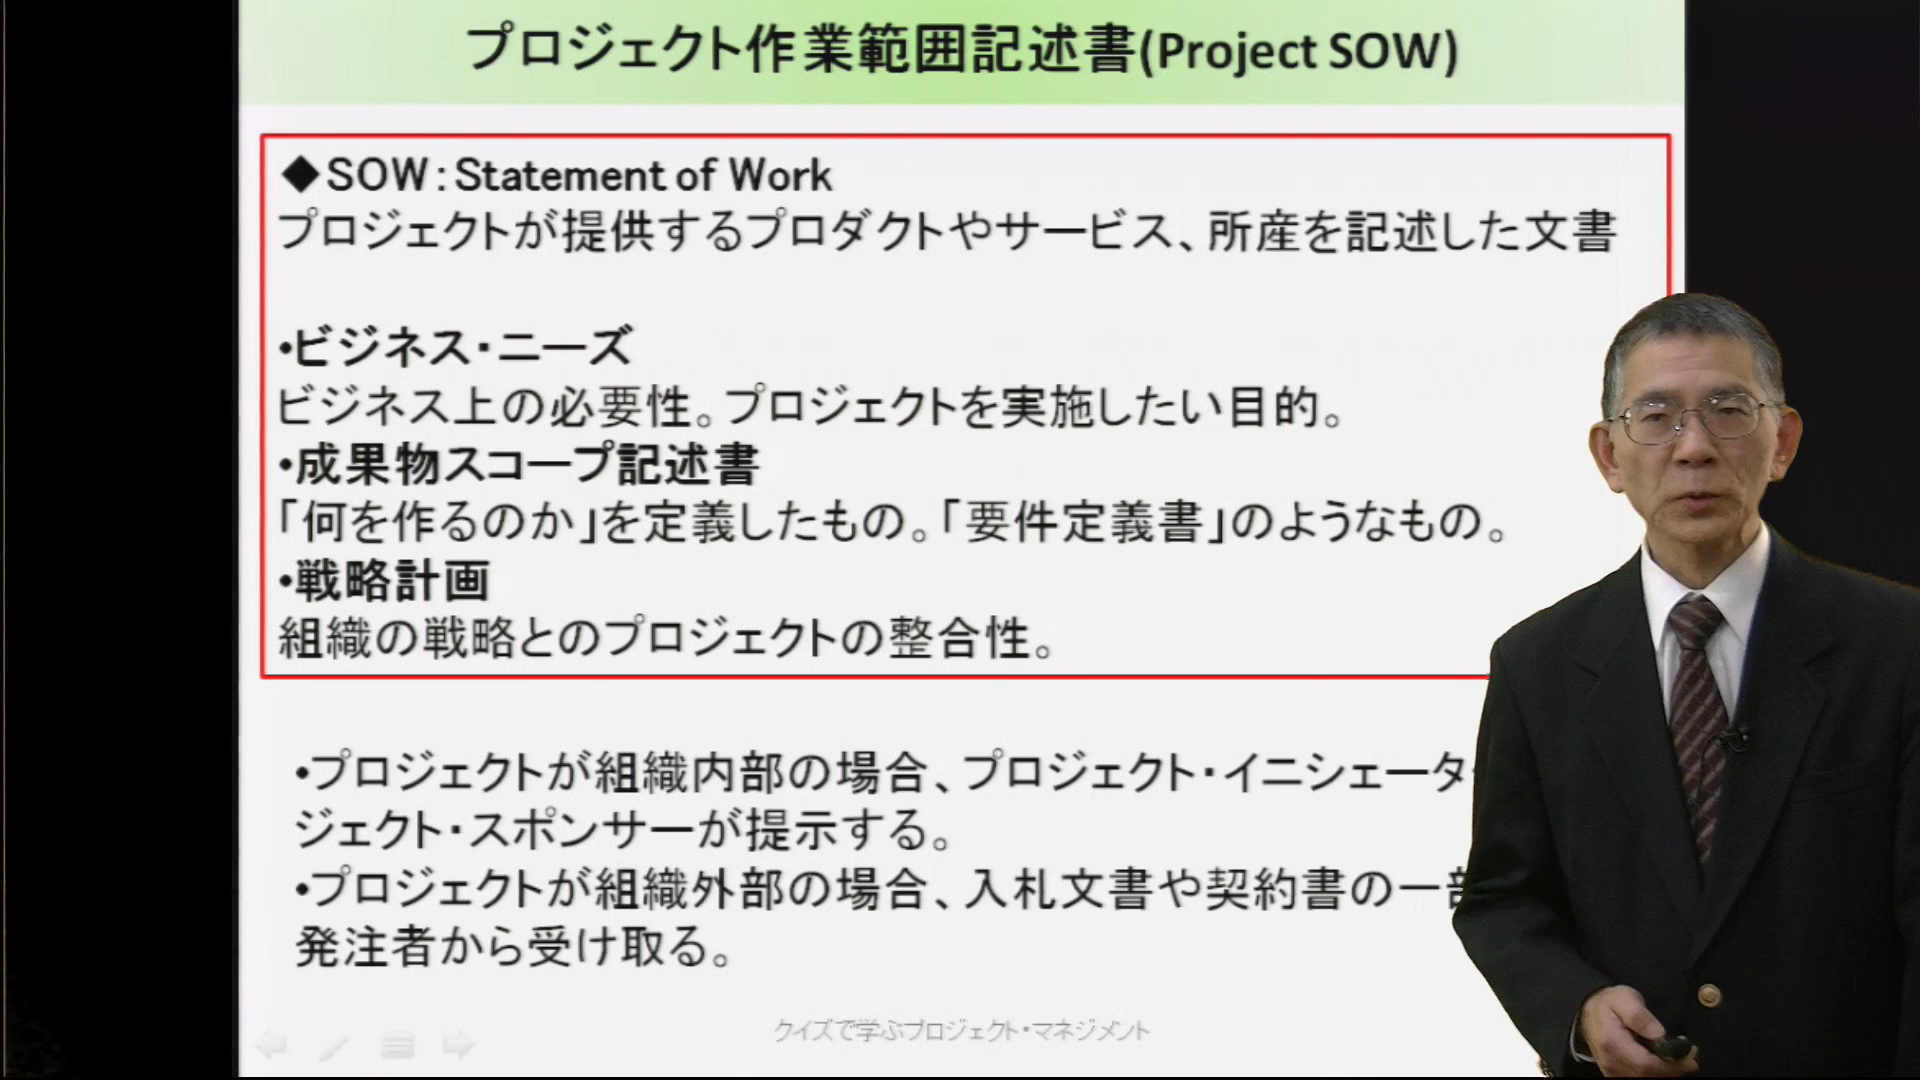 プロジェクト作業範囲記述書(Project SOW)
◆SOW:Statement of Work
プロジェクトが提供するプロダクトやサービス、所産を記述した文書
・ビジネス・ニーズ
ビジネス上の必要性。プロジェクトを実施したい目的。
・成果物スコープ記述書
「何を作るのか」を定義したもの。「要件定義書」のようなもの。
・戦略計画
組織の戦略とのプロジェクトの整合性。
・プロジェクトが組織内部の場合、プロジェクト・イニシェータ
ジェクト・スポンサーが提示する。
・プロジェクトが組織外部の場合、入札文書や契約書の一
発注者から受け取る。
クイズで学ぶプロジェクト・マネジメント